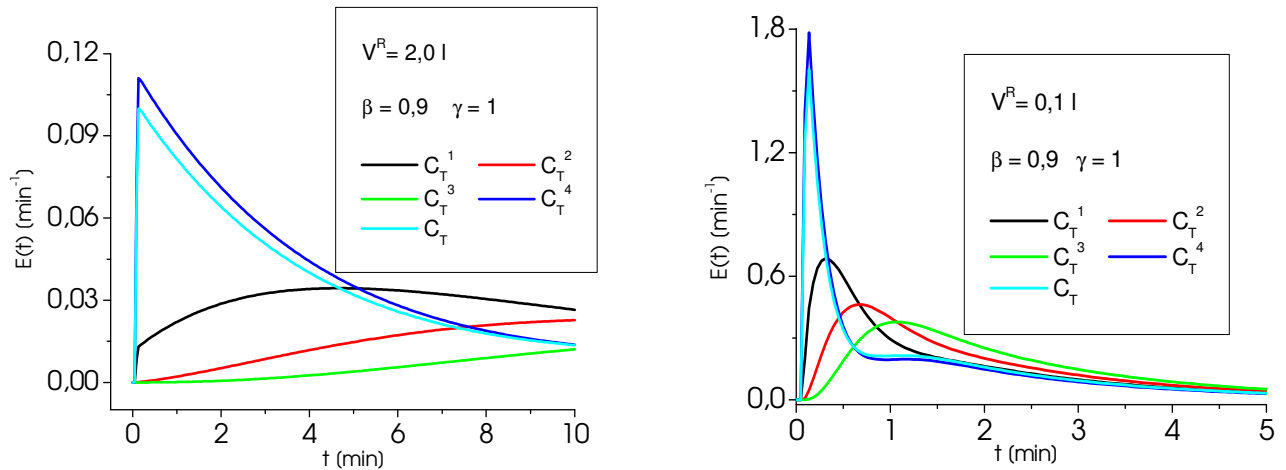 0,12
0,09
0,06
0,03
0,00
E(t) (min⁻¹)
V^R = 2,0 l
β = 0,9 γ = 1
C_T^1 C_T^2
C_T^3 C_T^4
C_T
0 2 4 6 8 10
t (min)
1,8
1,2
0,6
0,0
E(t) (min⁻¹)
V^R = 0,1 l
β = 0,9 γ = 1
C_T^1 C_T^2
C_T^3 C_T^4
C_T
0 1 2 3 4 5
t (min)